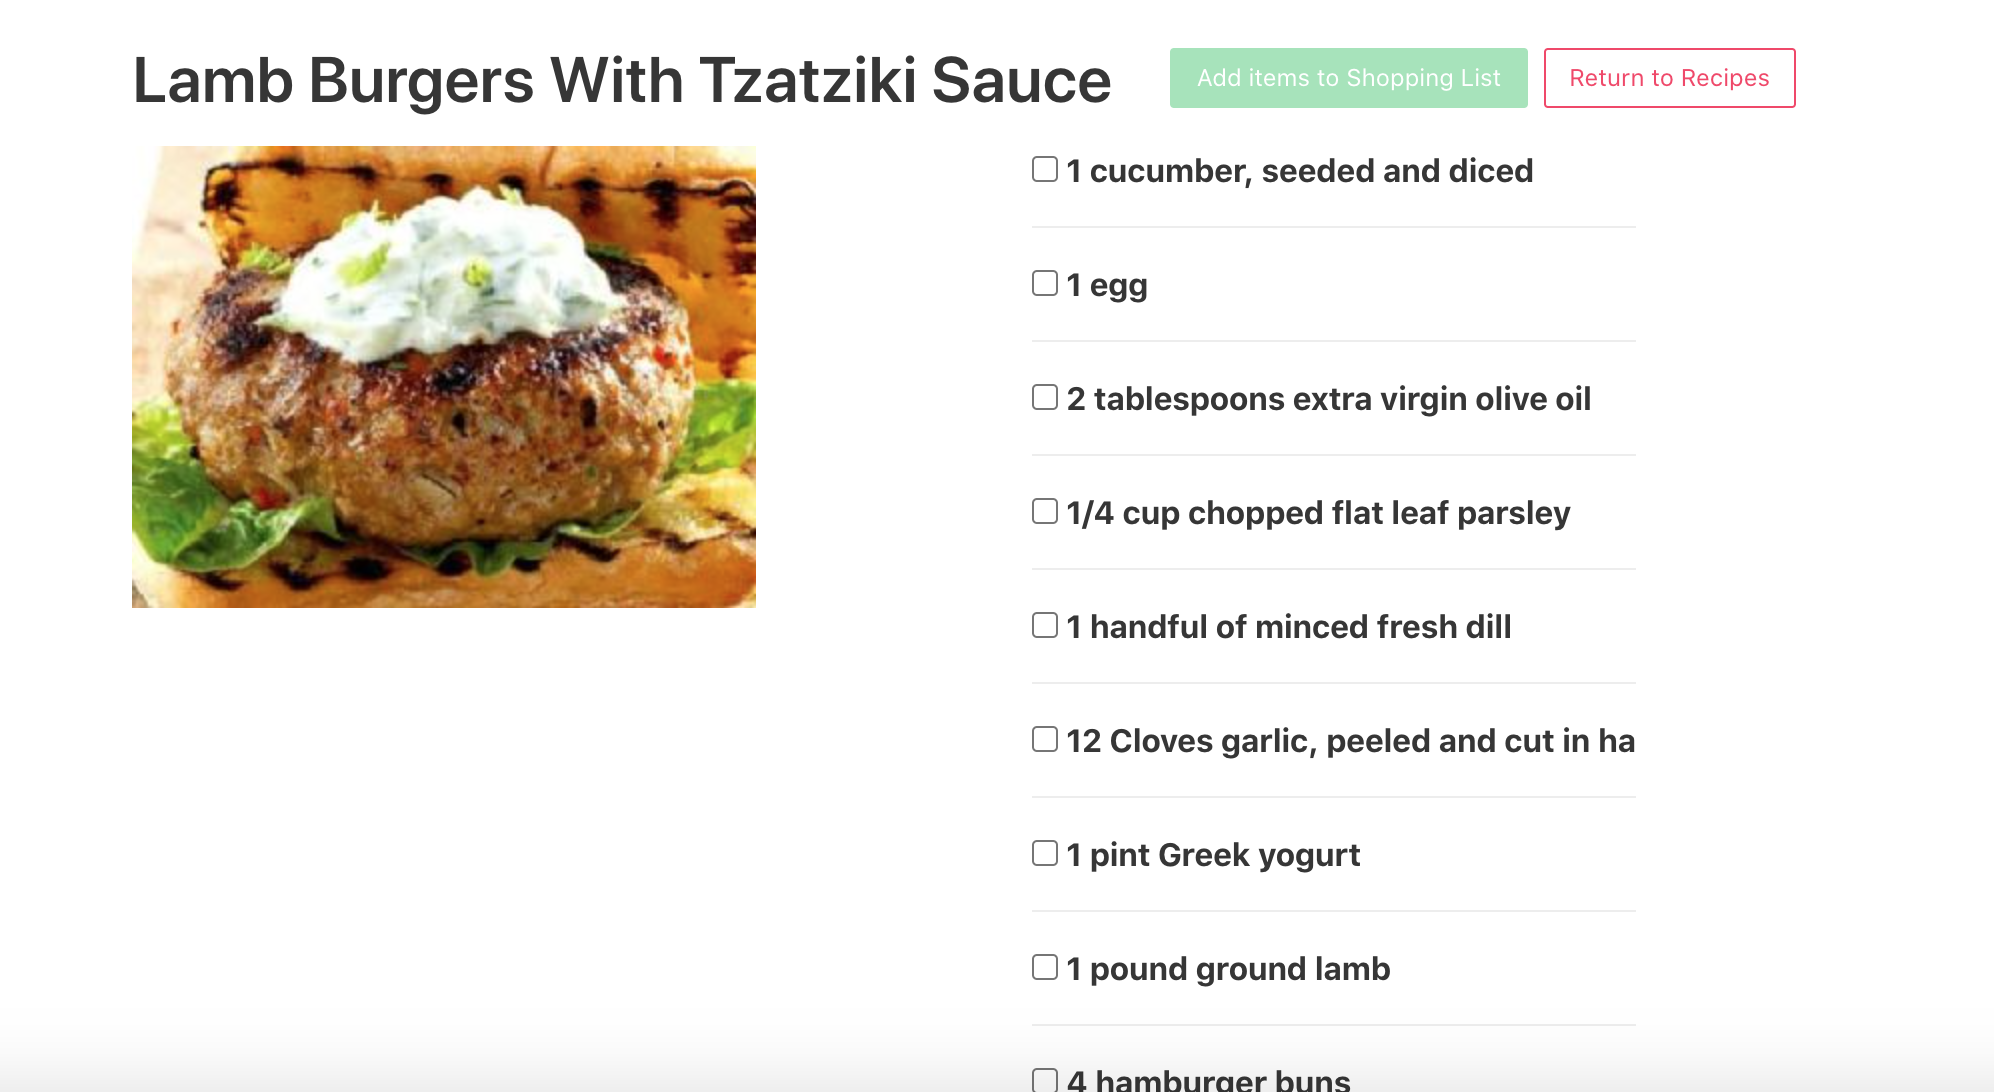 Lamb Burgers With Tzatziki Sauce
Add items to Shopping List
Return to Recipes
1 cucumber, seeded and diced
1 egg
2 tablespoons extra virgin olive oil
1/4 cup chopped flat leaf parsley
1 handful of minced fresh dill
12 Cloves garlic, peeled and cut in ha
1 pint Greek yogurt
1 pound ground lamb
4 hamburger buns